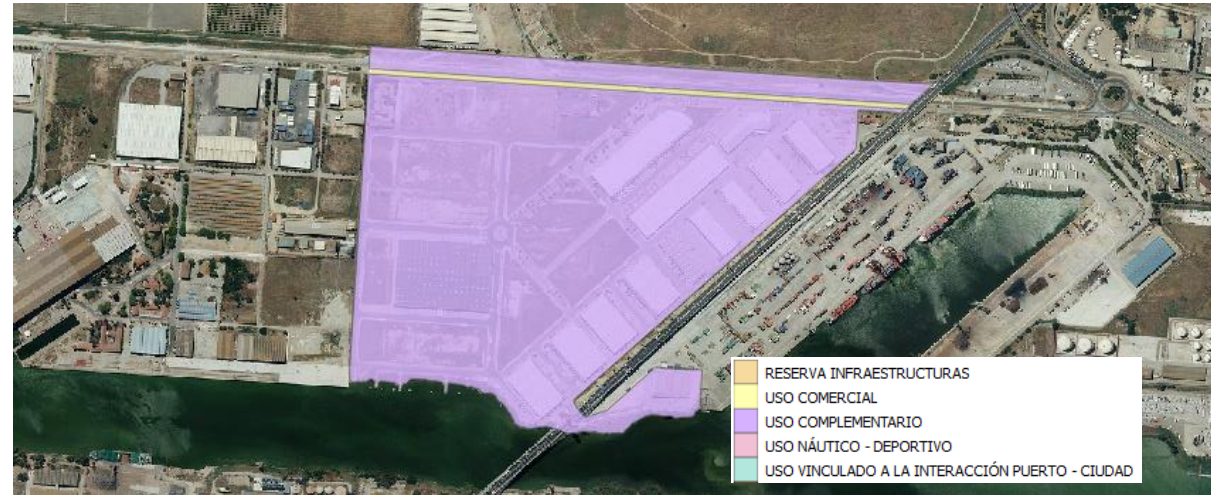 RESERVA INFRAESTRUCTURAS
USO COMERCIAL
USO COMPLEMENTARIO
USO NÁUTICO - DEPORTIVO
USO VINCULADO A LA INTERACCIÓN PUERTO - CIUDAD